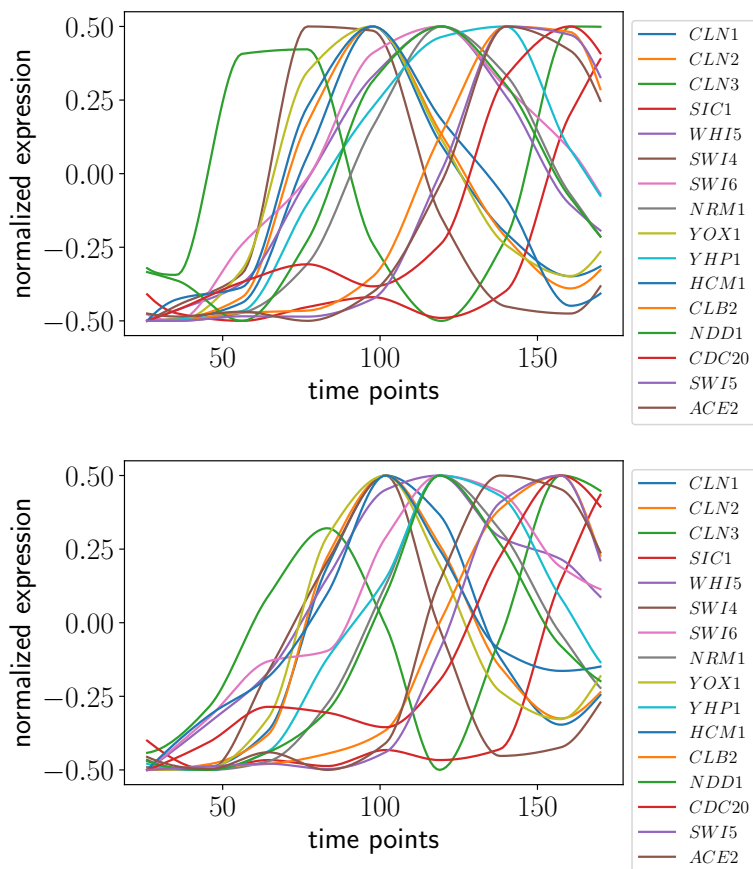 0.50
0.25
0.00
−0.25
−0.50
normalized expression
50
100
150
time points
CLN1
CLN2
CLN3
SIC1
WHI5
SWI4
SWI6
NRM1
YOX1
YHP1
HCM1
CLB2
NDD1
CDC20
SWI5
ACE2
0.50
0.25
0.00
−0.25
−0.50
normalized expression
50
100
150
time points
CLN1
CLN2
CLN3
SIC1
WHI5
SWI4
SWI6
NRM1
YOX1
YHP1
HCM1
CLB2
NDD1
CDC20
SWI5
ACE2